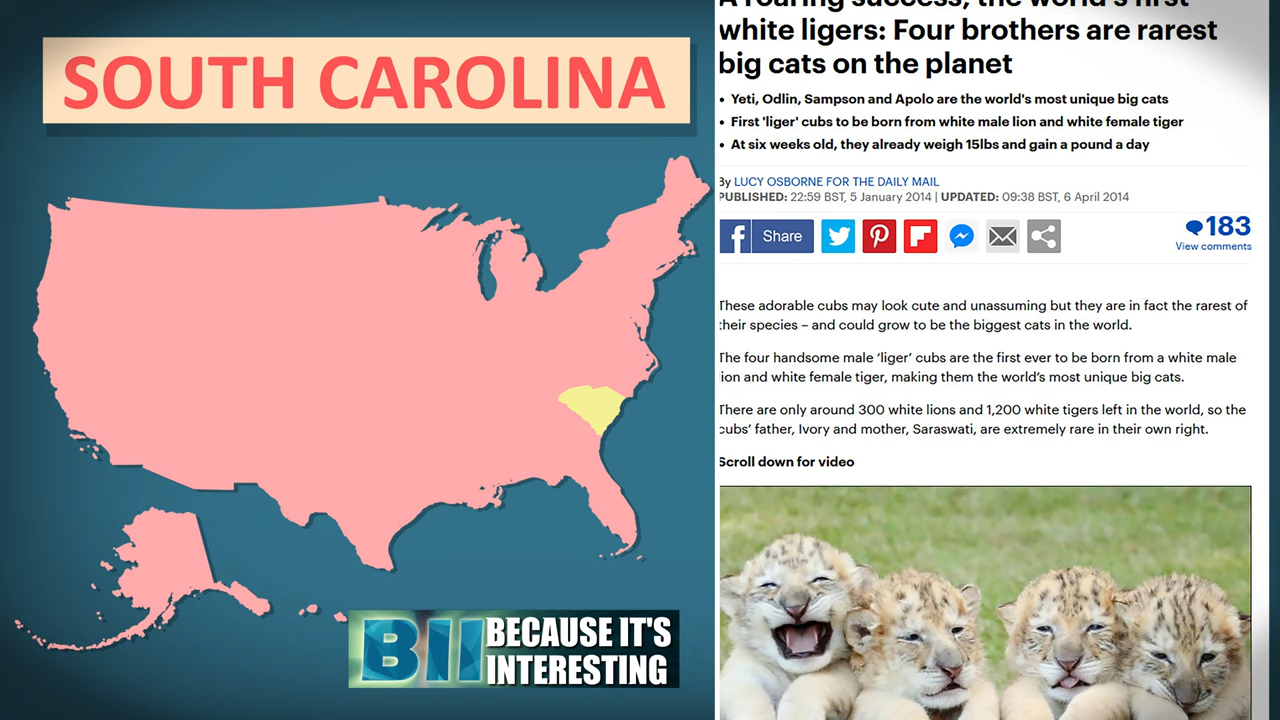 SOUTH CAROLINA
BII BECAUSE IT'S
INTERESTING
A roaring success, the world's first
white ligers: Four brothers are rarest
big cats on the planet
• Yeti, Odlin, Sampson and Apolo are the world's most unique big cats
• First 'liger' cubs to be born from white male lion and white female tiger
• At six weeks old, they already weigh 15lbs and gain a pound a day
By LUCY OSBORNE FOR THE DAILY MAIL
PUBLISHED: 22:59 BST, 5 January 2014 | UPDATED: 09:38 BST, 6 April 2014
f Share
183
View comments
These adorable cubs may look cute and unassuming but they are in fact the rarest of
their species – and could grow to be the biggest cats in the world.
The four handsome male ‘liger’ cubs are the first ever to be born from a white male
lion and white female tiger, making them the world’s most unique big cats.
There are only around 300 white lions and 1,200 white tigers left in the world, so the
cubs’ father, Ivory and mother, Saraswati, are extremely rare in their own right.
Scroll down for video